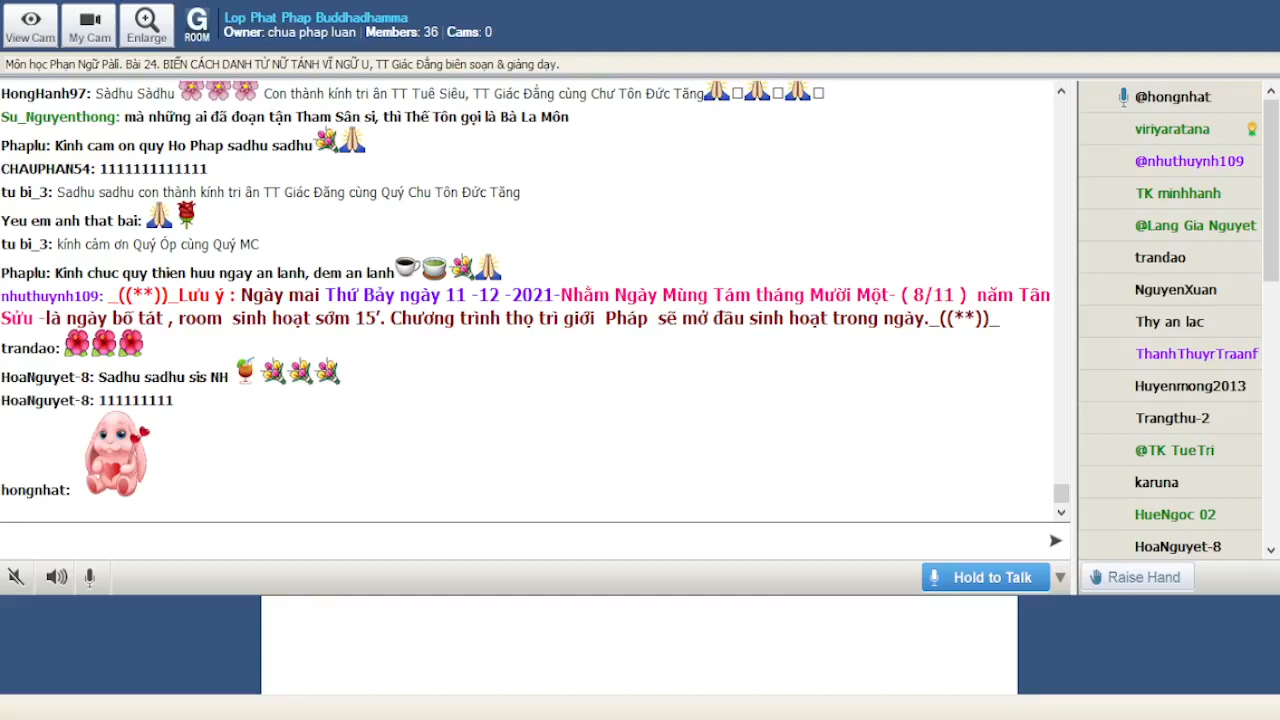 View Cam
My Cam
Enlarge
G
ROOM
Lop Phat Phap Buddhadhamma
Owner: chua phap luan | Members: 36 | Cams: 0
Môn học Phạn Ngữ Pāli. Bài 24. BIẾN CÁCH DANH TỪ NỮ TÁNH VĨ NGỮ U, TT Giác Đẳng biên soạn & giảng dạy.
HongHanh97: Sàdhu Sàdhu Con thành kính tri ân TT Tuê Siêu, TT Giác Đẳng cùng Chư Tôn Đức Tăng
Su_Nguyenthong: mà những ai đã đoạn tận Tham Sân si, thì Thế Tôn gọi là Bà La Môn
Phaplu: Kinh cam on quy Ho Phap sadhu sadhu
CHAUPHAN54: 1111111111111
tu bi_3: Sadhu sadhu con thành kính tri ân TT Giác Đăng cùng Quý Chu Tôn Đức Tăng
Yeu em anh that bai:
tu bi_3: kính cảm ơn Quý Óp cùng Quý MC
Phaplu: Kinh chuc quy thien huu ngay an lanh, dem an lanh
nhuthuynh109: _((**))_Lưu ý : Ngày mai Thứ Bảy ngày 11 -12 -2021-Nhằm Ngày Mùng Tám tháng Mười Một- ( 8/11 ) năm Tân
Sửu -là ngày bố tát , room sinh hoạt sớm 15’. Chương trình thọ trì giới Pháp sẽ mở đầu sinh hoạt trong ngày._((**))_
trandao:
HoaNguyet-8: Sadhu sadhu sis NH
HoaNguyet-8: 111111111
hongnhat:
@hongnhat
viriyaratana
@nhuthuynh109
TK minhhanh
@Lang Gia Nguyet
trandao
NguyenXuan
Thy an lac
ThanhThuyrTraanf
Huyenmong2013
Trangthu-2
@TK TueTri
karuna
HueNgoc 02
HoaNguyet-8
Hold to Talk
Raise Hand